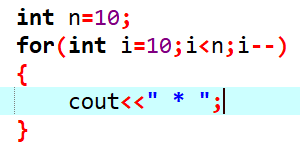 int n=10;
for(int i=10;i<n;i--)
{
    cout<<" * ";
}